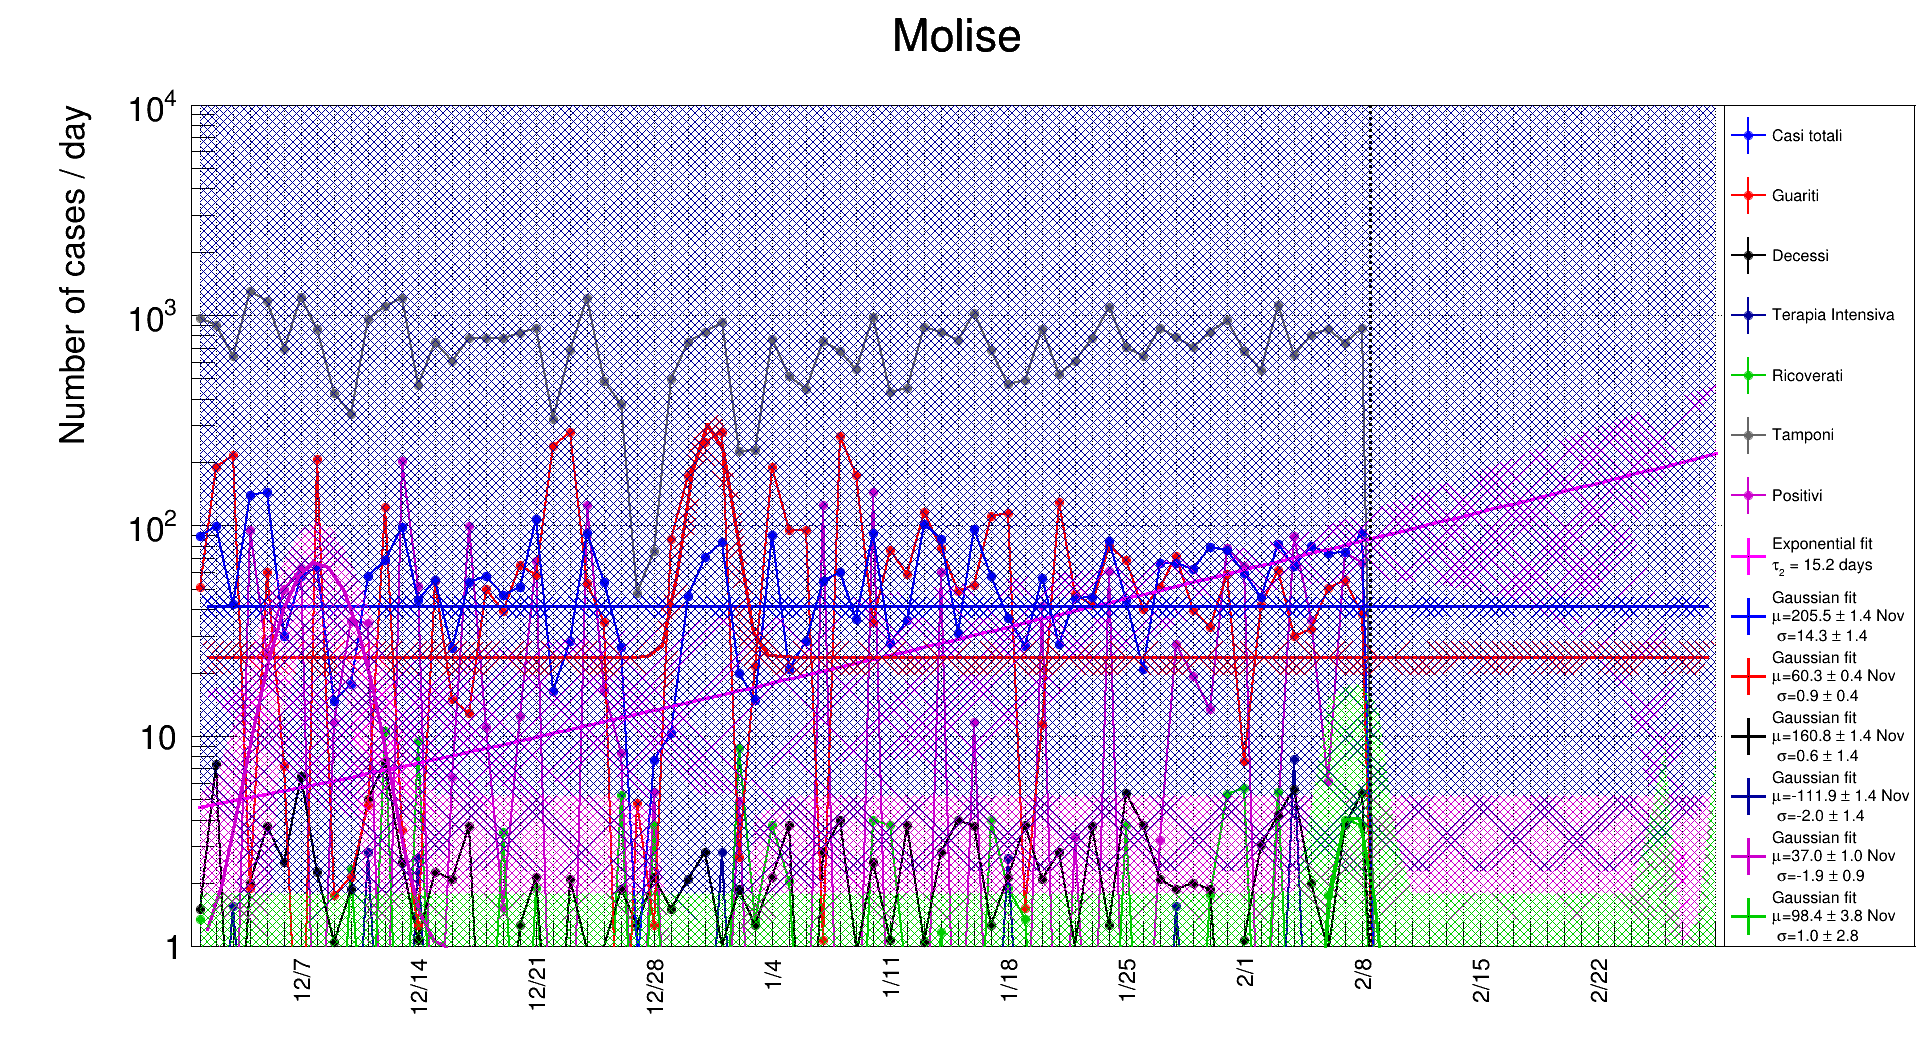 Molise
Number of cases / day
10^4
10^3
10^2
10
1
12/7
12/14
12/21
12/28
1/4
1/11
1/18
1/25
2/1
2/8
2/15
2/22
Casi totali
Guariti
Decessi
Terapia Intensiva
Ricoverati
Tamponi
Positivi
Exponential fit
τ₂ = 15.2 days
Gaussian fit
μ=205.5 ± 1.4 Nov
σ=14.3 ± 1.4
Gaussian fit
μ=60.3 ± 0.4 Nov
σ=0.9 ± 0.4
Gaussian fit
μ=160.8 ± 1.4 Nov
σ=0.6 ± 1.4
Gaussian fit
μ=-111.9 ± 1.4 Nov
σ=-2.0 ± 1.4
Gaussian fit
μ=37.0 ± 1.0 Nov
σ=-1.9 ± 0.9
Gaussian fit
μ=98.4 ± 3.8 Nov
σ=1.0 ± 2.8